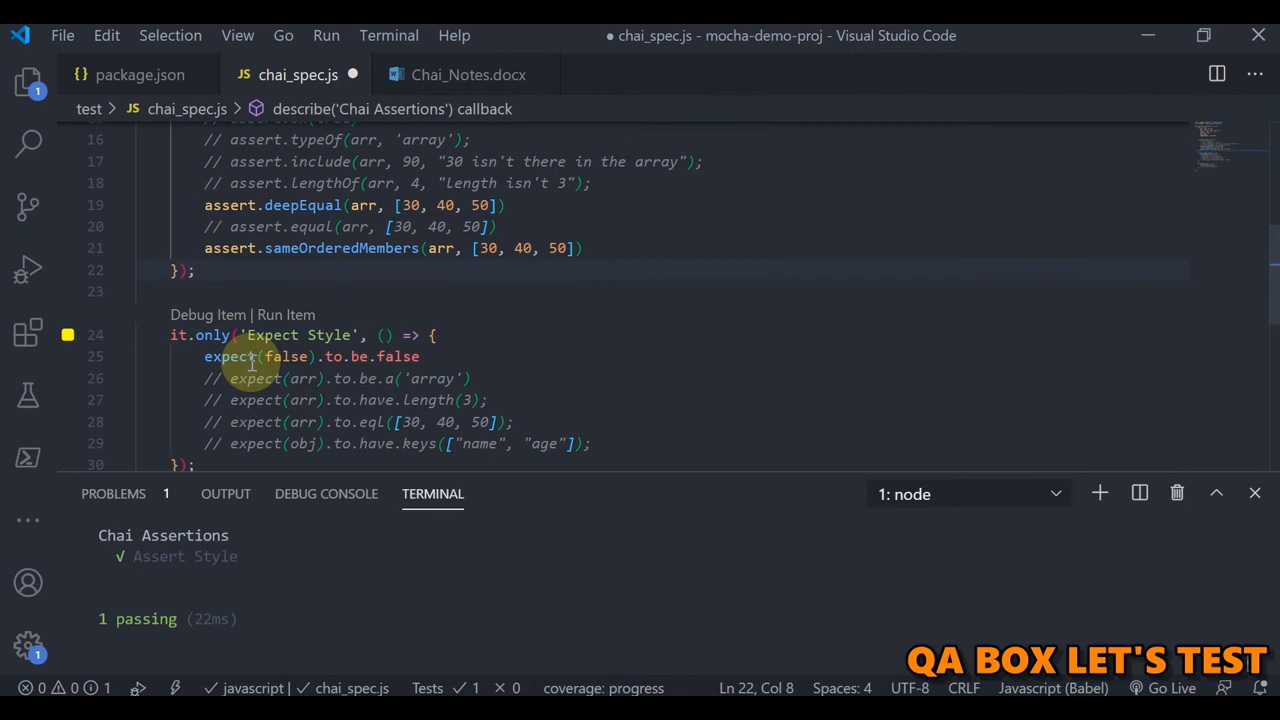 File Edit Selection View Go Run Terminal Help ● chai_spec.js - mocha-demo-proj - Visual Studio Code
{} package.json JS chai_spec.js ● Chai_Notes.docx
test > JS chai_spec.js > describe('Chai Assertions') callback
16 // assert.typeOf(arr, 'array');
17 // assert.include(arr, 90, "30 isn't there in the array");
18 // assert.lengthOf(arr, 4, "length isn't 3");
19 assert.deepEqual(arr, [30, 40, 50])
20 // assert.equal(arr, [30, 40, 50])
21 assert.sameOrderedMembers(arr, [30, 40, 50])
22 });
23
Debug Item | Run Item
24 it.only('Expect Style', () => {
25 expect(false).to.be.false
26 // expect(arr).to.be.a('array')
27 // expect(arr).to.have.length(3);
28 // expect(arr).to.eql([30, 40, 50]);
29 // expect(obj).to.have.keys(["name", "age"]);
30 });
PROBLEMS 1 OUTPUT DEBUG CONSOLE TERMINAL 1: node
Chai Assertions
√ Assert Style
1 passing (22ms)
QA BOX LET'S TEST
0 0 1 javascript | chai_spec.js Tests ✓ 1 × 0 coverage: progress Ln 22, Col 8 Spaces: 4 UTF-8 CRLF Javascript (Babel) Go Live